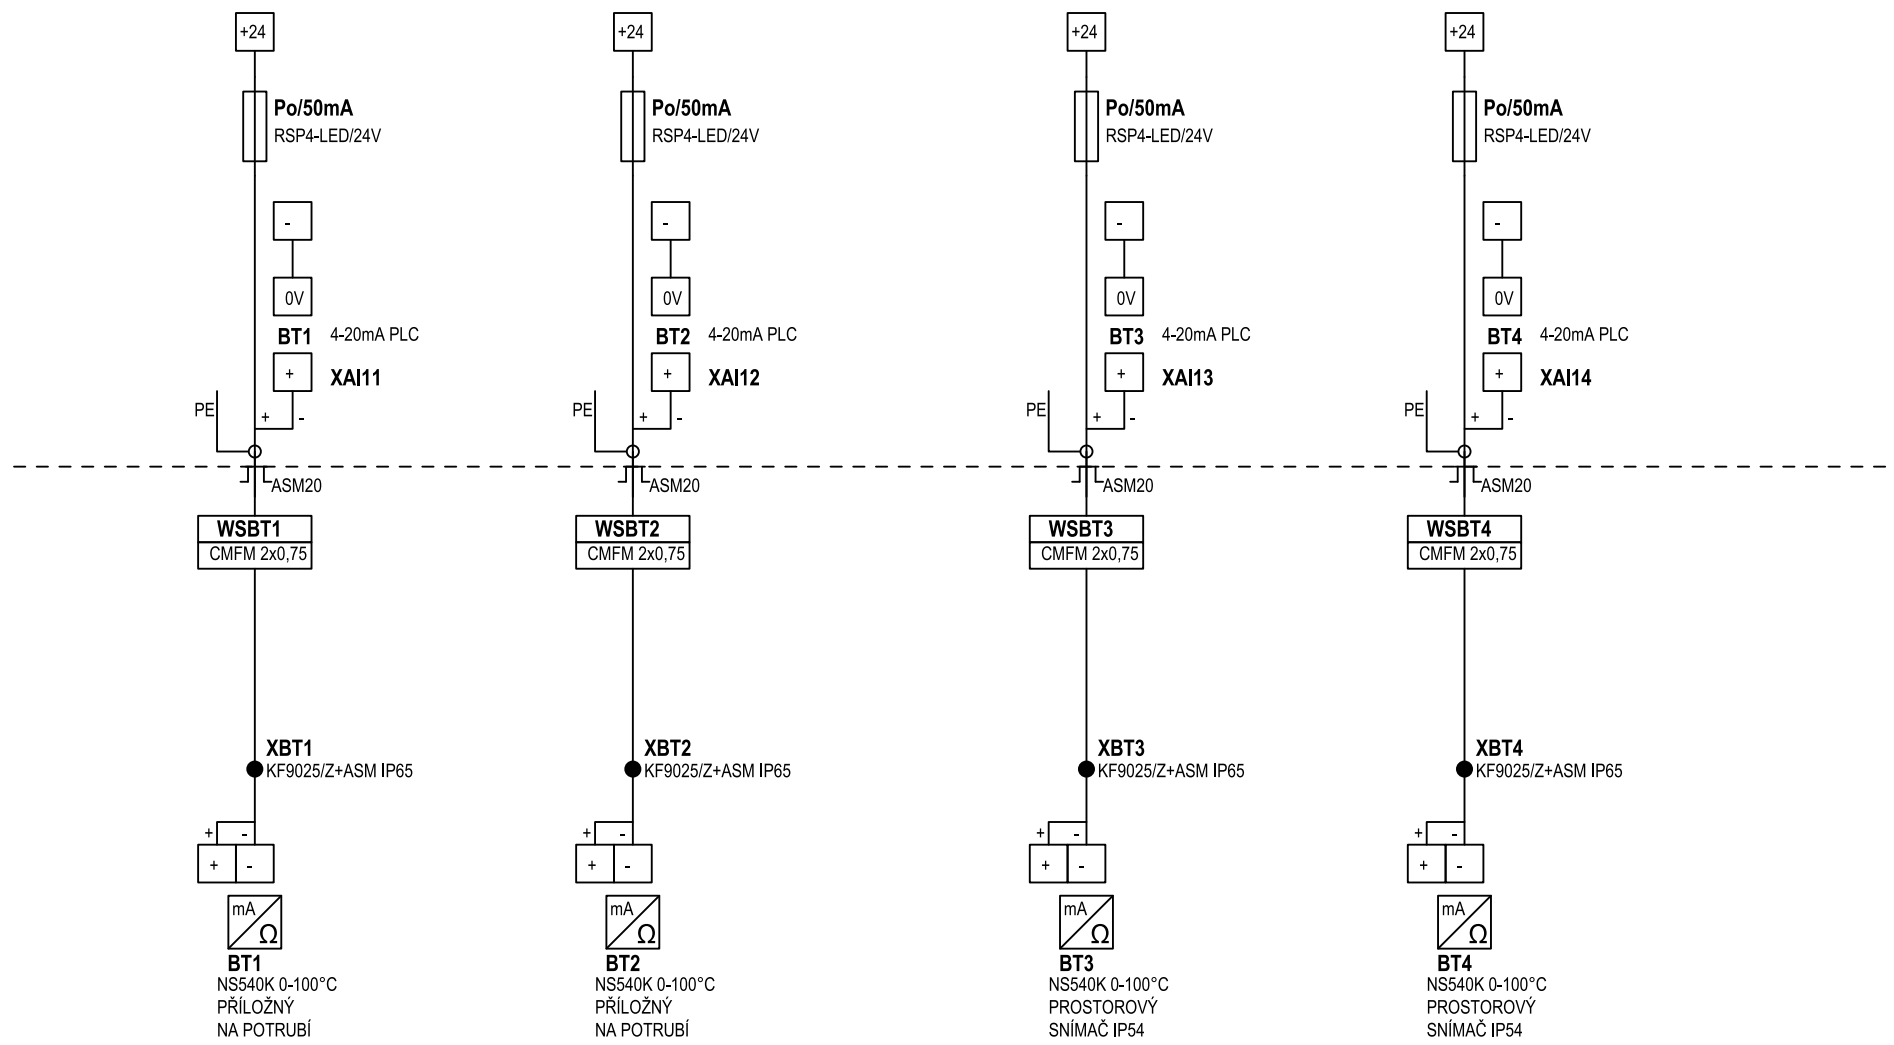 +24 +24 +24 +24
Po/50mA Po/50mA Po/50mA Po/50mA
RSP4-LED/24V RSP4-LED/24V RSP4-LED/24V RSP4-LED/24V
- - - -
0V 0V 0V 0V
BT1 4-20mA PLC BT2 4-20mA PLC BT3 4-20mA PLC BT4 4-20mA PLC
+ XAI11 + XAI12 + XAI13 + XAI14
PE + - PE + - PE + - PE + -
ASM20 ASM20 ASM20 ASM20
WSBT1 WSBT2 WSBT3 WSBT4
CMFM 2x0,75 CMFM 2x0,75 CMFM 2x0,75 CMFM 2x0,75
XBT1 XBT2 XBT3 XBT4
KF9025/Z+ASM IP65 KF9025/Z+ASM IP65 KF9025/Z+ASM IP65 KF9025/Z+ASM IP65
+ - + - + - + -
+ - + - + - + -
mA mA mA mA
Ω Ω Ω Ω
BT1 BT2 BT3 BT4
NS540K 0-100°C NS540K 0-100°C NS540K 0-100°C NS540K 0-100°C
PŘÍLOŽNÝ PŘÍLOŽNÝ PROSTOROVÝ PROSTOROVÝ
NA POTRUBÍ NA POTRUBÍ SNÍMAČ IP54 SNÍMAČ IP54